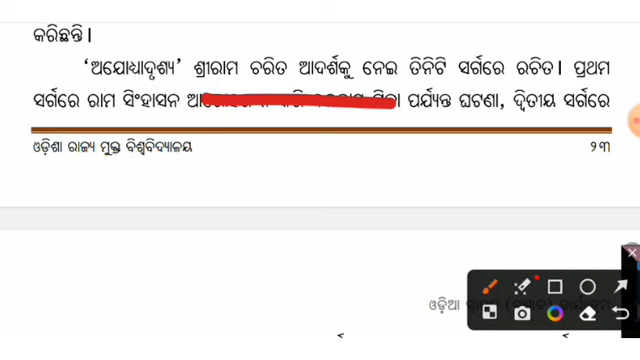 କରିଛନ୍ତି।
‘ଅଯୋଧ୍ୟାଦୃଶ୍ୟ’ ଶ୍ରୀରାମ ଚରିତ ଆଦର୍ଶକୁ ନେଇ ତିନିଟି ସର୍ଗରେ ରଚିତ। ପ୍ରଥମ
ସର୍ଗରେ ରାମ ସିଂହାସନ ପର୍ଯ୍ୟନ୍ତ ଘଟଣା, ଦ୍ୱିତୀୟ ସର୍ଗରେ
ଓଡ଼ିଶା ରାଜ୍ୟ ମୁକ୍ତ ବିଶ୍ୱବିଦ୍ୟାଳୟ ୨୩
ଓଡ଼ିଆ